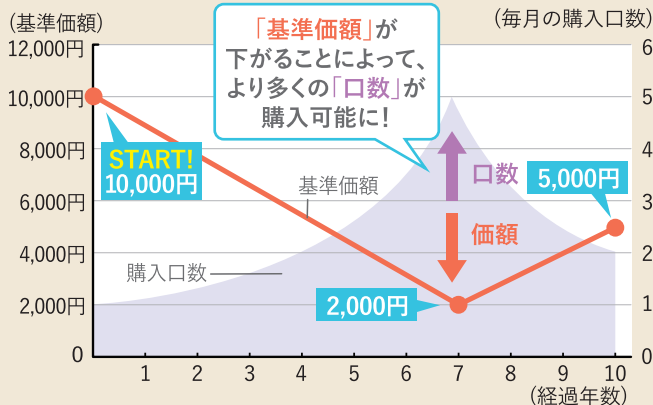 (基準価額)
(毎月の購入口数)
「基準価額」が
下がることによって、
より多くの「口数」が
購入可能に!
12,000円
10,000円
8,000円
6,000円
4,000円
2,000円
0
6
5
4
3
2
1
0
START!
10,000円
基準価額
購入口数
口数
価額
2,000円
5,000円
1 2 3 4 5 6 7 8 9 10
(経過年数)